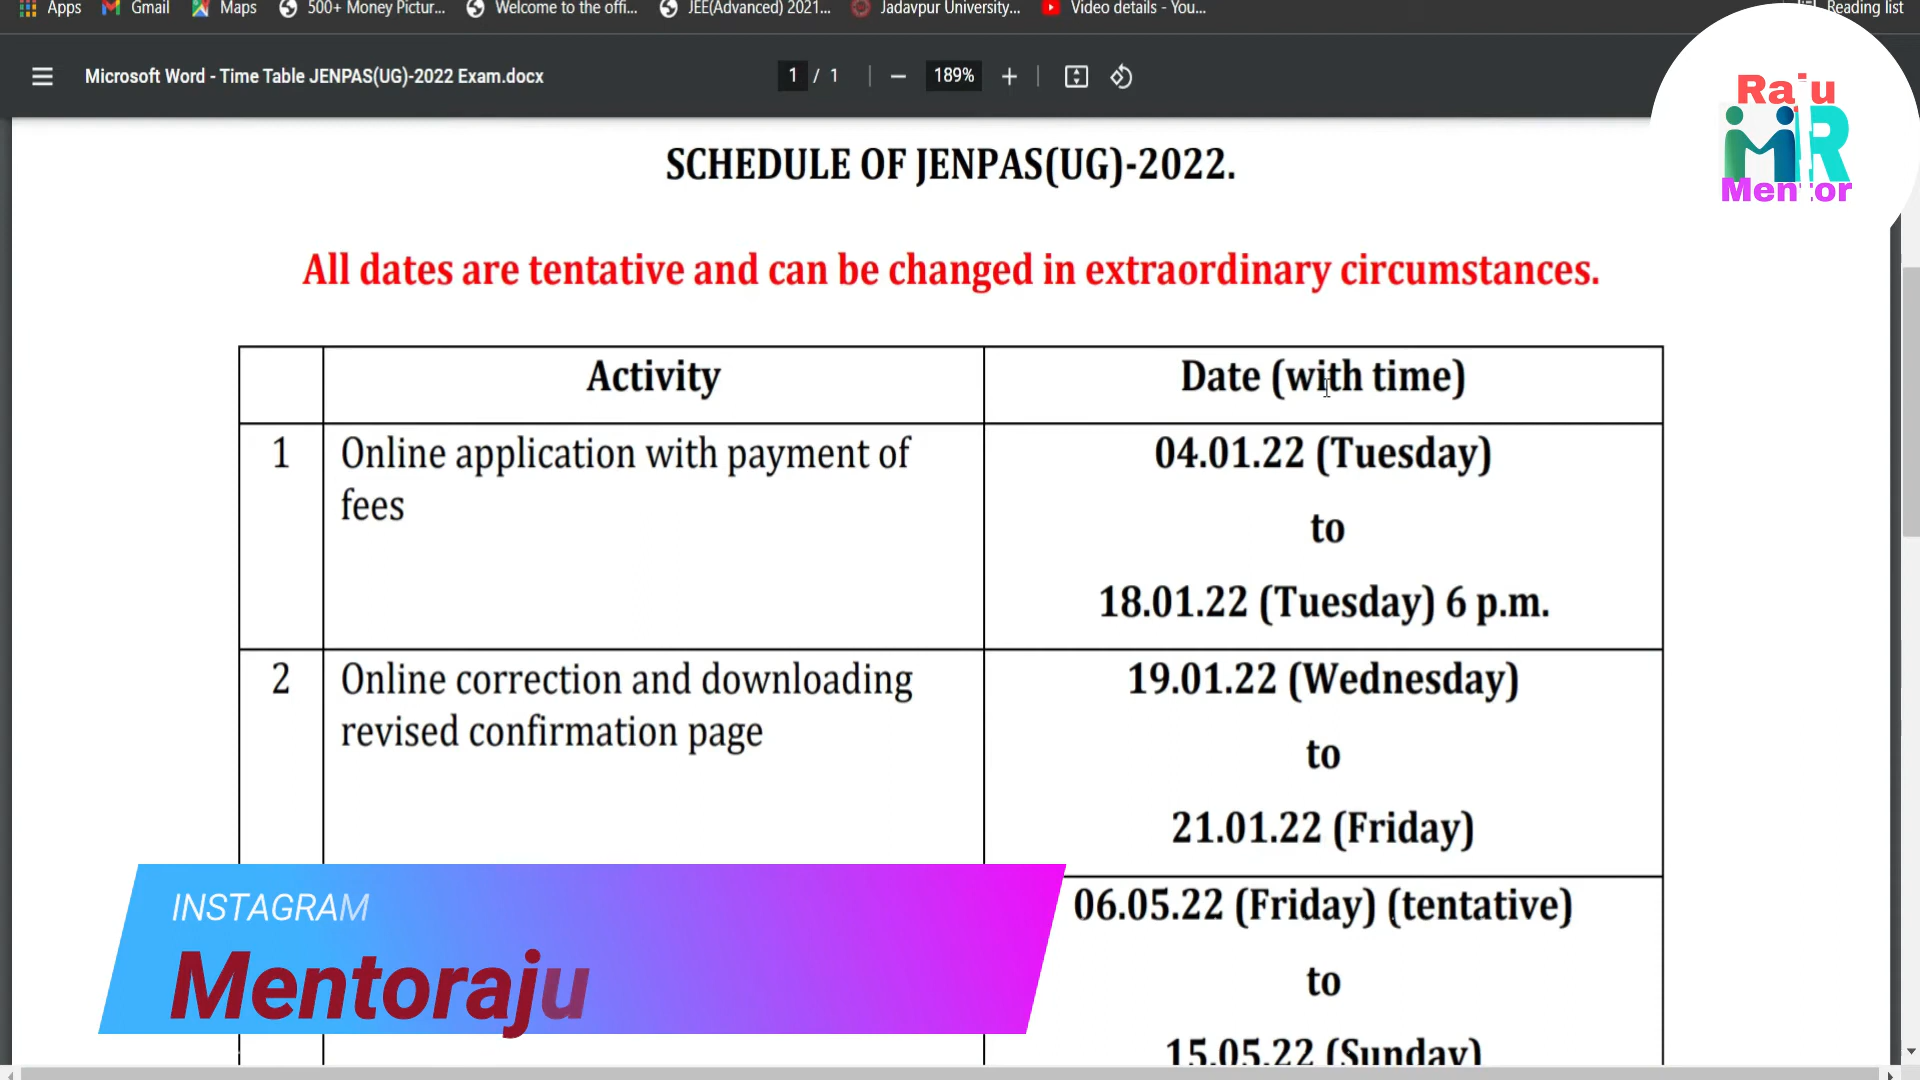 Apps
Gmail
Maps
500+ Money Pictur...
Welcome to the offi...
JEE(Advanced) 2021...
Jadavpur University...
Video details - You...
Reading list
Microsoft Word - Time Table JENPAS(UG)-2022 Exam.docx
1 / 1
189%
Raju
MR
Mentor
SCHEDULE OF JENPAS(UG)-2022.
All dates are tentative and can be changed in extraordinary circumstances.
Activity
Date (with time)
1
Online application with payment of
fees
04.01.22 (Tuesday)
to
18.01.22 (Tuesday) 6 p.m.
2
Online correction and downloading
revised confirmation page
19.01.22 (Wednesday)
to
21.01.22 (Friday)
06.05.22 (Friday) (tentative)
to
15.05.22 (Sunday)
INSTAGRAM
Mentoraju